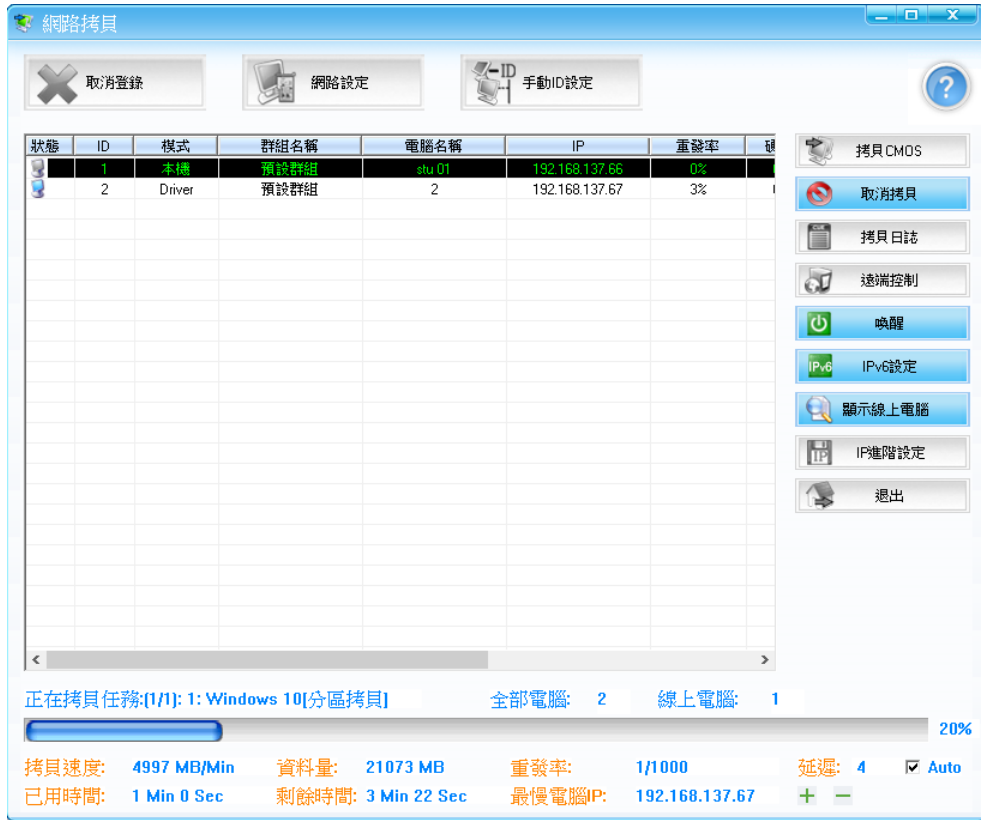 網路拷貝
取消登錄 網路設定 手動ID設定
狀態 ID 模式 群組名稱 電腦名稱 IP 重發率
1 本機 預設群組 stu 01 192.168.137.66 0%
2 Driver 預設群組 2 192.168.137.67 3%
拷貝CMOS
取消拷貝
拷貝日誌
遠端控制
喚醒
IPv6 IPv6設定
顯示線上電腦
IP進階設定
退出
正在拷貝任務:(1/1): 1: Windows 10[分區拷貝] 全部電腦: 2 線上電腦: 1
20%
拷貝速度: 4997 MB/Min 資料量: 21073 MB 重發率: 1/1000 延遲: 4 Auto
已用時間: 1 Min 0 Sec 剩餘時間: 3 Min 22 Sec 最慢電腦IP: 192.168.137.67